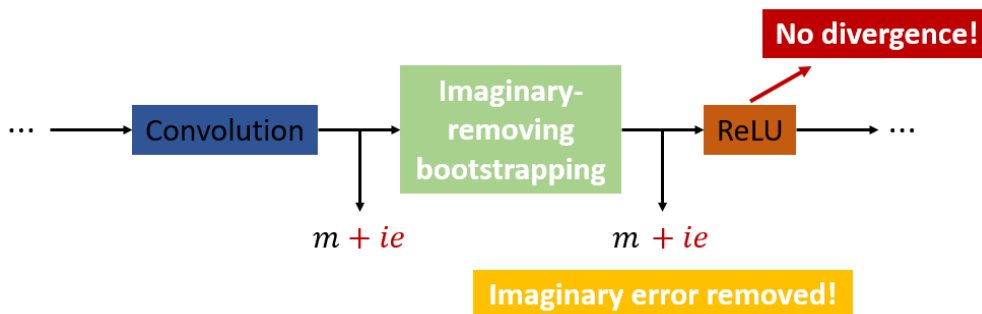 No divergence!
... Convolution Imaginary-
removing
bootstrapping ReLU ...
m + ie m + ie
Imaginary error removed!